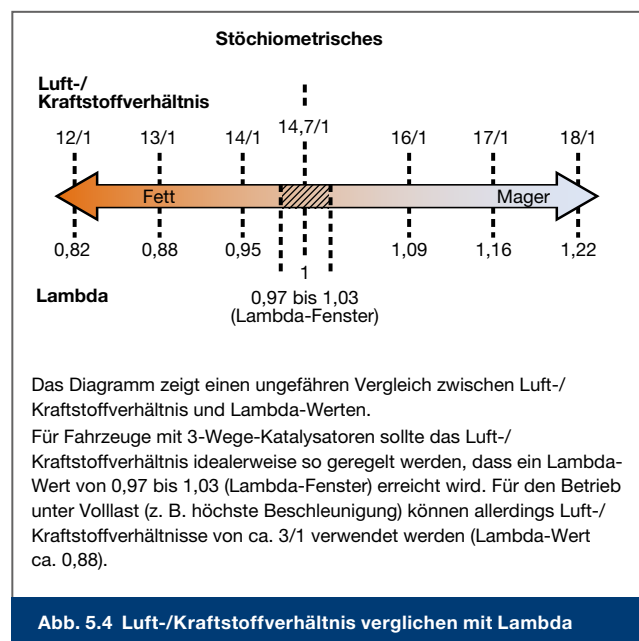 Stöchiometrisches
Luft-/
Kraftstoffverhältnis
12/1 13/1 14/1 14,7/1 16/1 17/1 18/1
Fett Mager
0,82 0,88 0,95 1 1,09 1,16 1,22
Lambda
0,97 bis 1,03
(Lambda-Fenster)
Das Diagramm zeigt einen ungefähren Vergleich zwischen Luft-/
Kraftstoffverhältnis und Lambda-Werten.
Für Fahrzeuge mit 3-Wege-Katalysatoren sollte das Luft-/
Kraftstoffverhältnis idealerweise so geregelt werden, dass ein Lambda-
Wert von 0,97 bis 1,03 (Lambda-Fenster) erreicht wird. Für den Betrieb
unter Volllast (z. B. höchste Beschleunigung) können allerdings Luft-/
Kraftstoffverhältnisse von ca. 3/1 verwendet werden (Lambda-Wert
ca. 0,88).
Abb. 5.4 Luft-/Kraftstoffverhältnis verglichen mit Lambda